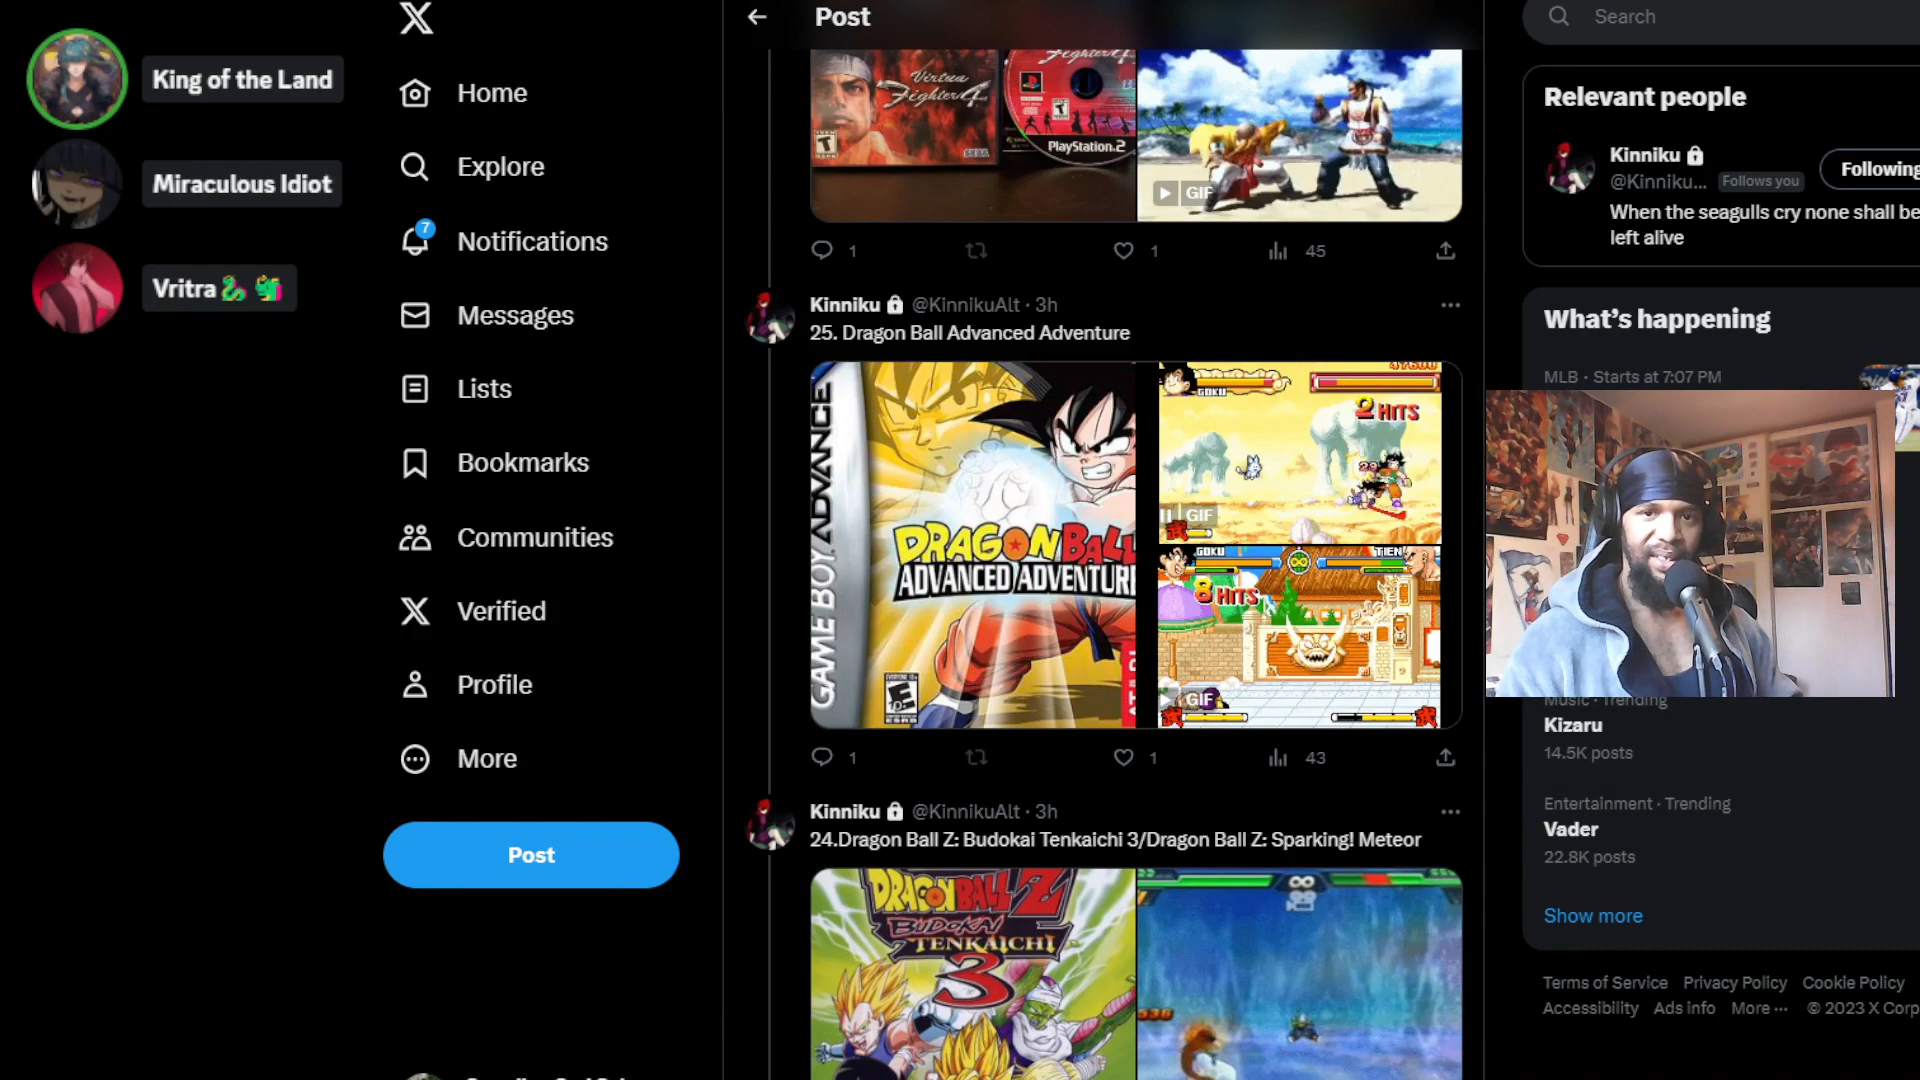 King of the Land
Miraculous Idiot
Vritra
Home
Explore
7
Notifications
Messages
Lists
Bookmarks
Communities
Verified
Profile
More
Post
Post
Virtua
Fighter 4
SEGA
PlayStation.2
GIF
1
1
45
Kinniku @KinnikuAlt · 3h
25. Dragon Ball Advanced Adventure
GAME BOY ADVANCE
DRAGON BALL
ADVANCED ADVENTURE
GOKU
2 HITS
GIF
GOKU
TIEN
8 HITS
GIF
1
1
43
Kinniku @KinnikuAlt · 3h
24.Dragon Ball Z: Budokai Tenkaichi 3/Dragon Ball Z: Sparking! Meteor
DRAGON BALL Z
BUDOKAI
TENKAICHI
3
Search
Relevant people
Kinniku
@Kinniku... Follows you
Following
When the seagulls cry none shall be
left alive
What's happening
MLB · Starts at 7:07 PM
Music · Trending
Kizaru
14.5K posts
Entertainment · Trending
Vader
22.8K posts
Show more
Terms of Service Privacy Policy Cookie Policy
Accessibility Ads info More ··· © 2023 X Corp